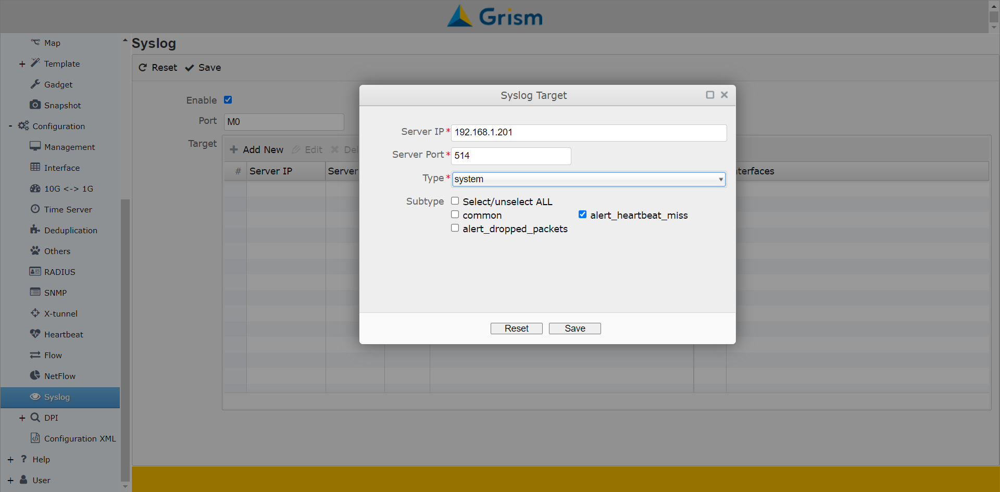 Grism
Map
+ Template
Gadget
Snapshot
- Configuration
Management
Interface
10G <-> 1G
Time Server
Deduplication
Others
RADIUS
SNMP
X-tunnel
Heartbeat
Flow
NetFlow
Syslog
+ DPI
Configuration XML
+ ? Help
+ User
Syslog
Reset Save
Enable
Port M0
Target
Add New Edit Del
# Server IP Server terfaces
Syslog Target
Server IP* 192.168.1.201
Server Port* 514
Type* system
Subtype Select/unselect ALL
common alert_heartbeat_miss
alert_dropped_packets
Reset Save